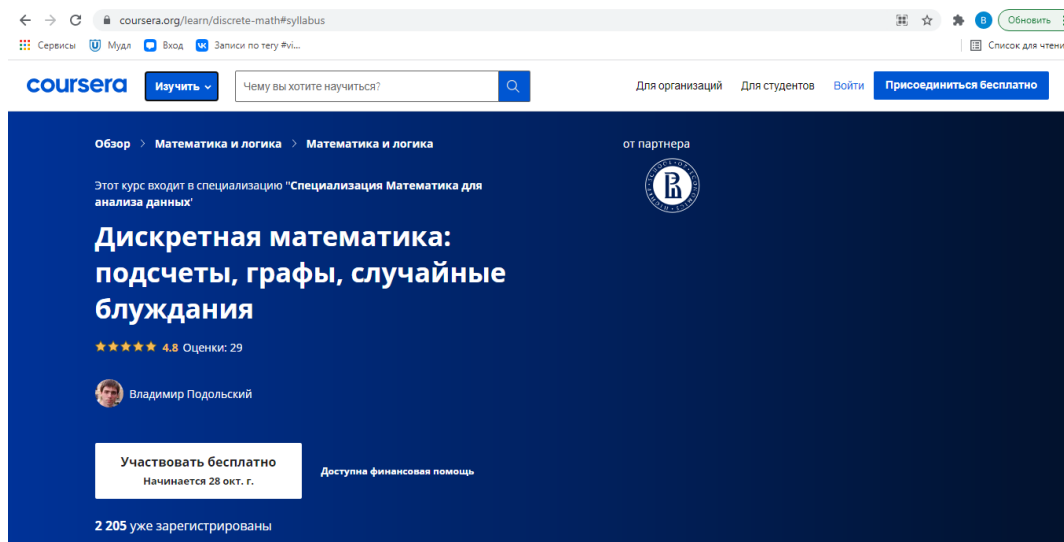 coursera.org/learn/discrete-math#syllabus
В
Обновить
Сервисы
Мудл
Вход
Записи по тегу #vi...
Список для чтени
coursera
Изучить
Чему вы хотите научиться?
Для организаций
Для студентов
Войти
Присоединиться бесплатно
Обзор > Математика и логика > Математика и логика
от партнера
Этот курс входит в специализацию "Специализация Математика для
анализа данных'
Дискретная математика:
подсчеты, графы, случайные
блуждания
4.8 Оценки: 29
Владимир Подольский
Участвовать бесплатно
Начинается 28 окт. г.
Доступна финансовая помощь
2 205 уже зарегистрированы